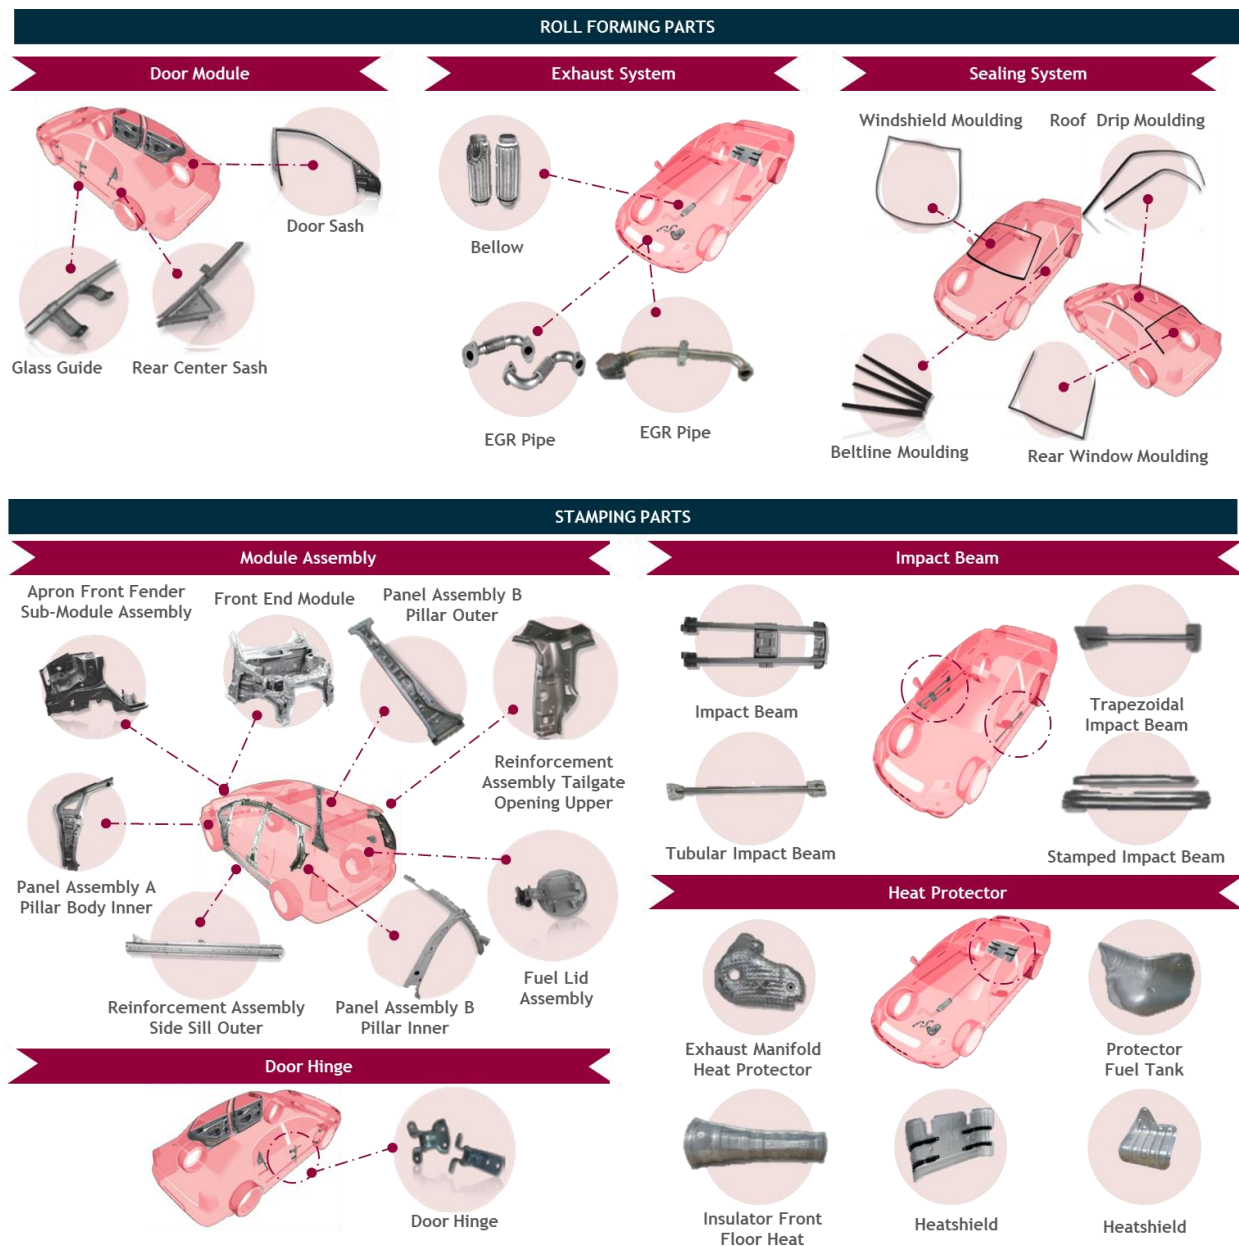 ROLL FORMING PARTS
Door Module
Door Sash
Glass Guide
Rear Center Sash
Exhaust System
Bellow
EGR Pipe
EGR Pipe
Sealing System
Windshield Moulding
Roof Drip Moulding
Beltline Moulding
Rear Window Moulding
STAMPING PARTS
Module Assembly
Apron Front Fender
Sub-Module Assembly
Front End Module
Panel Assembly B
Pillar Outer
Reinforcement
Assembly Tailgate
Opening Upper
Panel Assembly A
Pillar Body Inner
Reinforcement Assembly
Side Sill Outer
Panel Assembly B
Pillar Inner
Fuel Lid
Assembly
Door Hinge
Door Hinge
Impact Beam
Impact Beam
Trapezoidal
Impact Beam
Tubular Impact Beam
Stamped Impact Beam
Heat Protector
Exhaust Manifold
Heat Protector
Protector
Fuel Tank
Insulator Front
Floor Heat
Heatshield
Heatshield